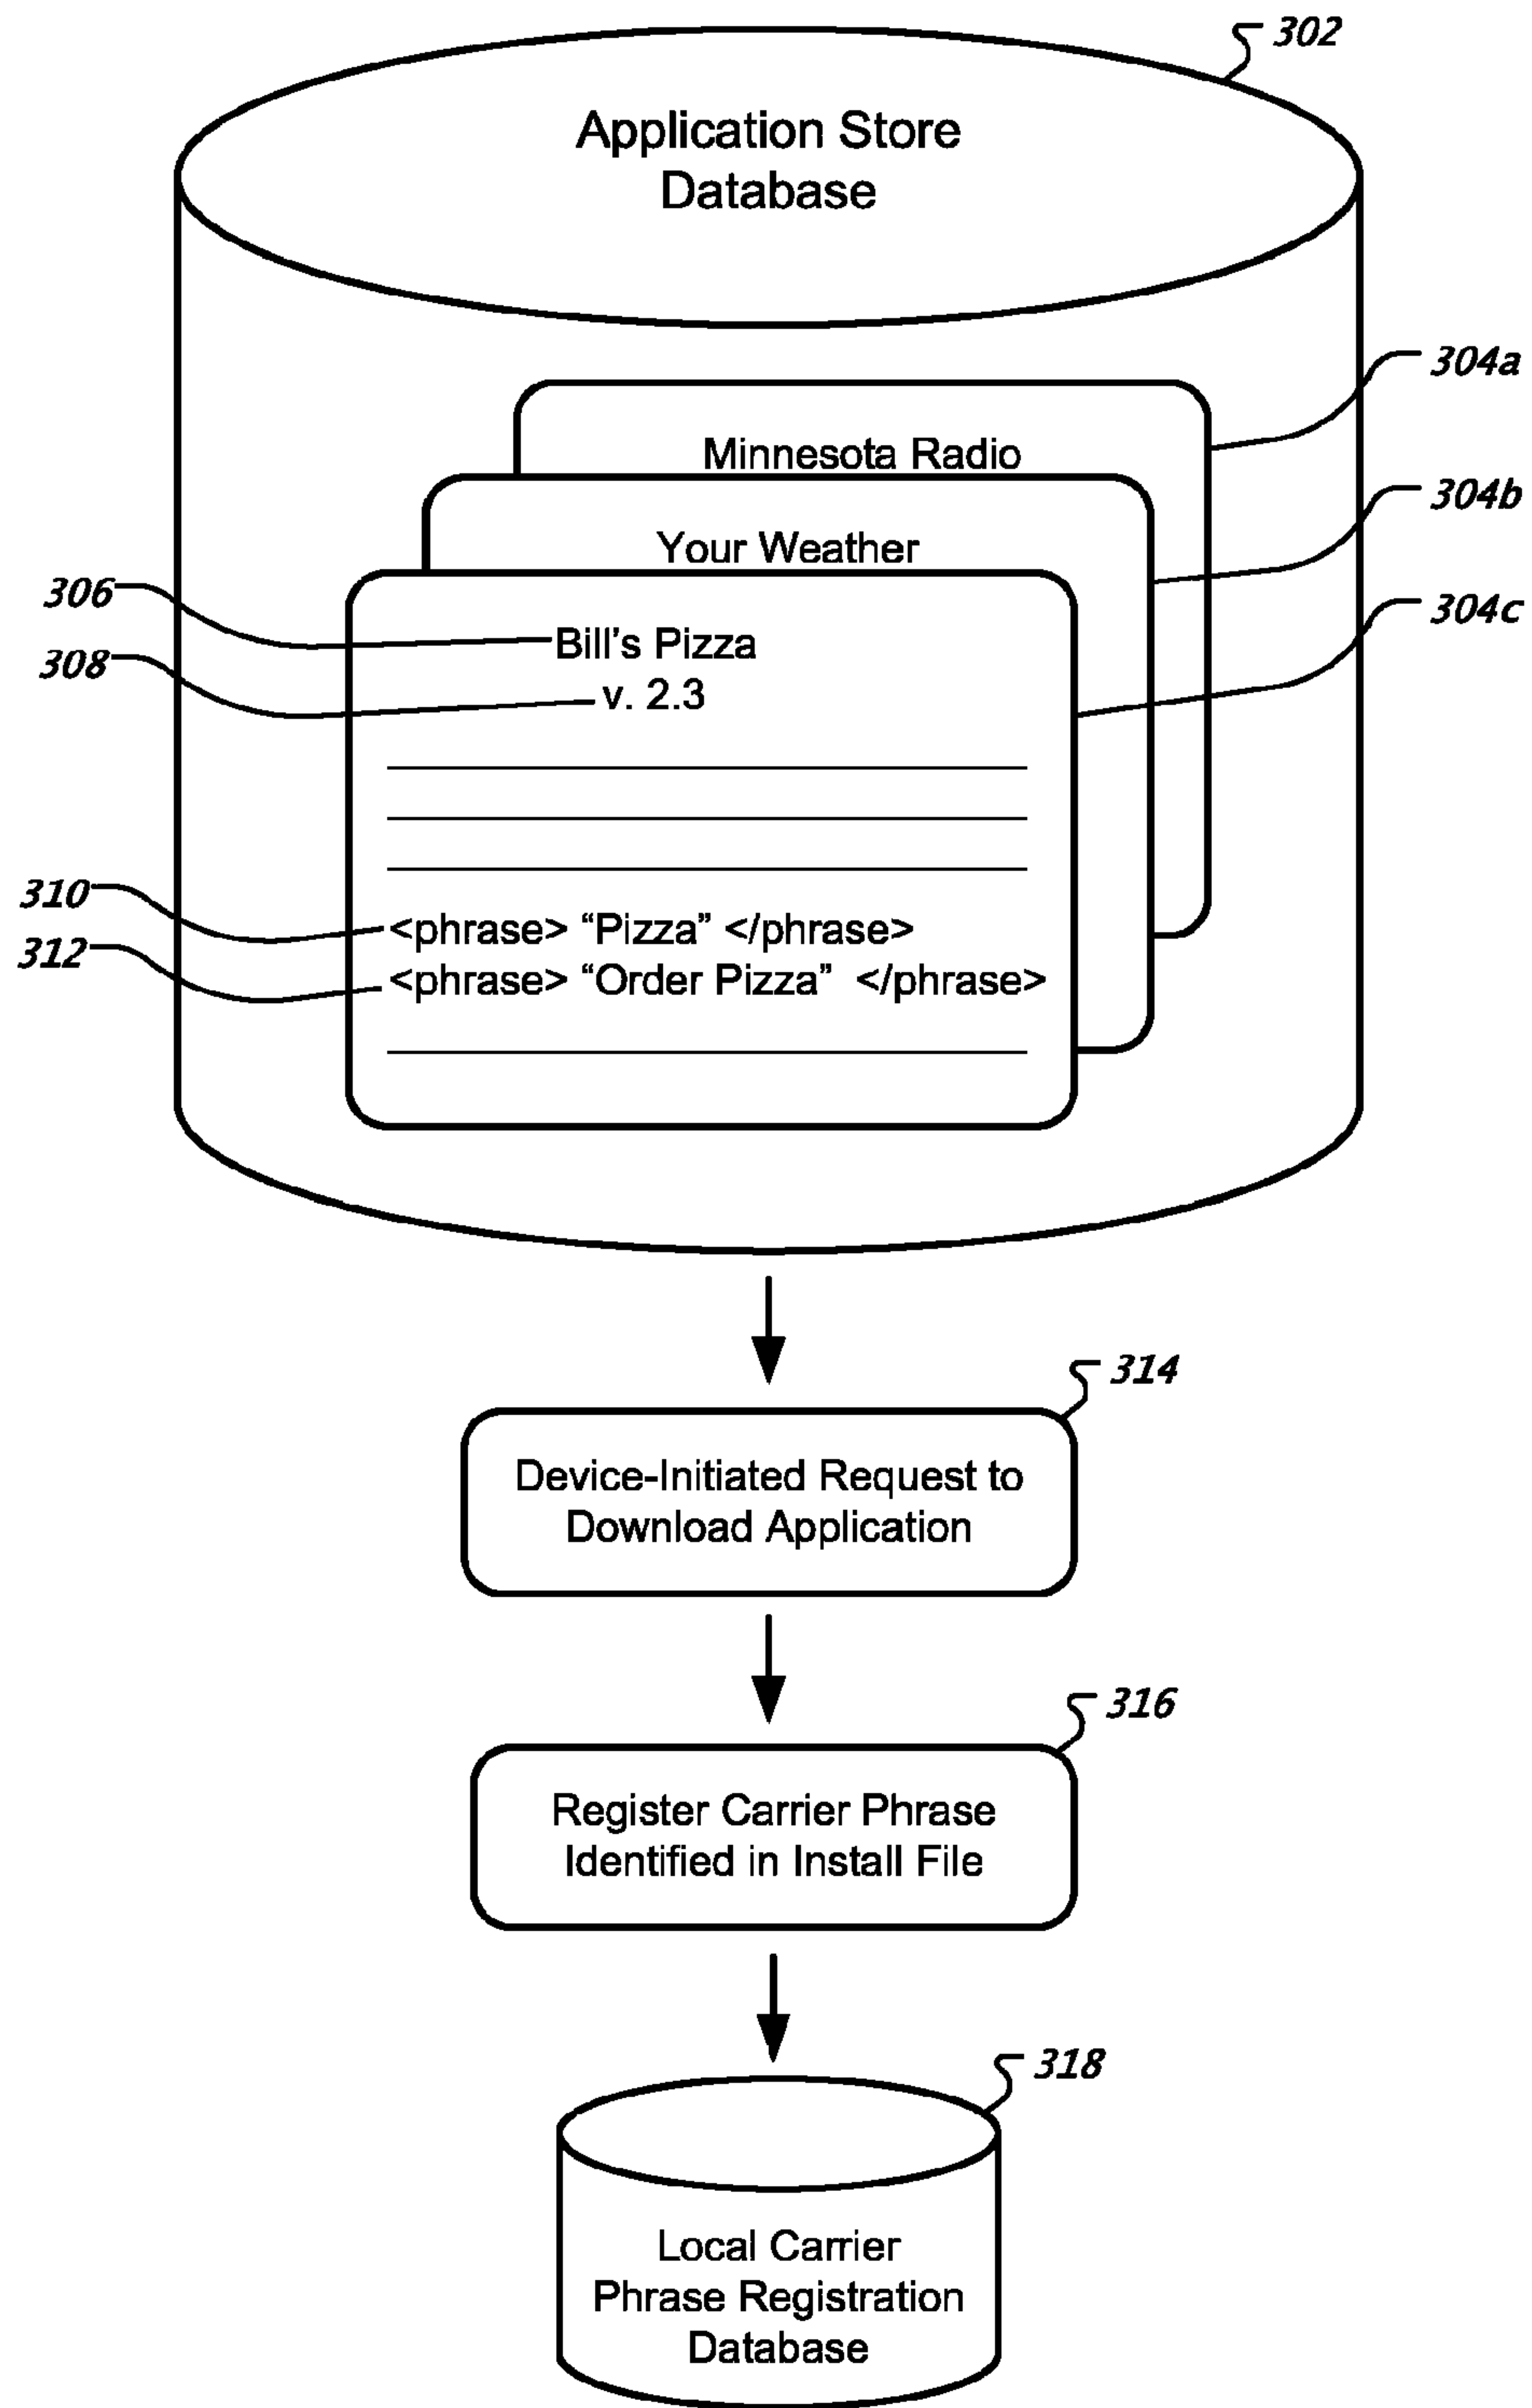 302
Application Store
Database
304a
Minnesota Radio
304b
Your Weather
306
304c
Bill’s Pizza
308
v. 2.3
310
<phrase> “Pizza” </phrase>
312
<phrase> “Order Pizza” </phrase>
314
Device-Initiated Request to
Download Application
316
Register Carrier Phrase
Identified in Install File
318
Local Carrier
Phrase Registration
Database